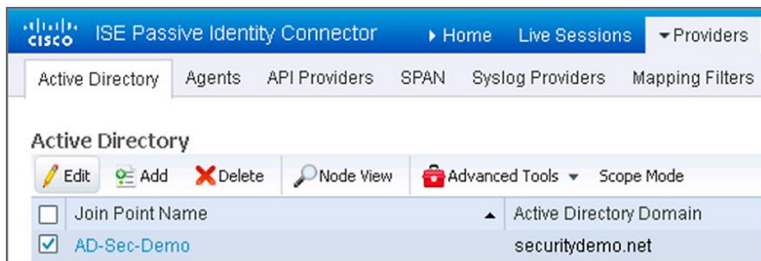 CISCO ISE Passive Identity Connector Home Live Sessions Providers
Active Directory Agents API Providers SPAN Syslog Providers Mapping Filters
Active Directory
Edit Add Delete Node View Advanced Tools Scope Mode
Join Point Name Active Directory Domain
AD-Sec-Demo securitydemo.net